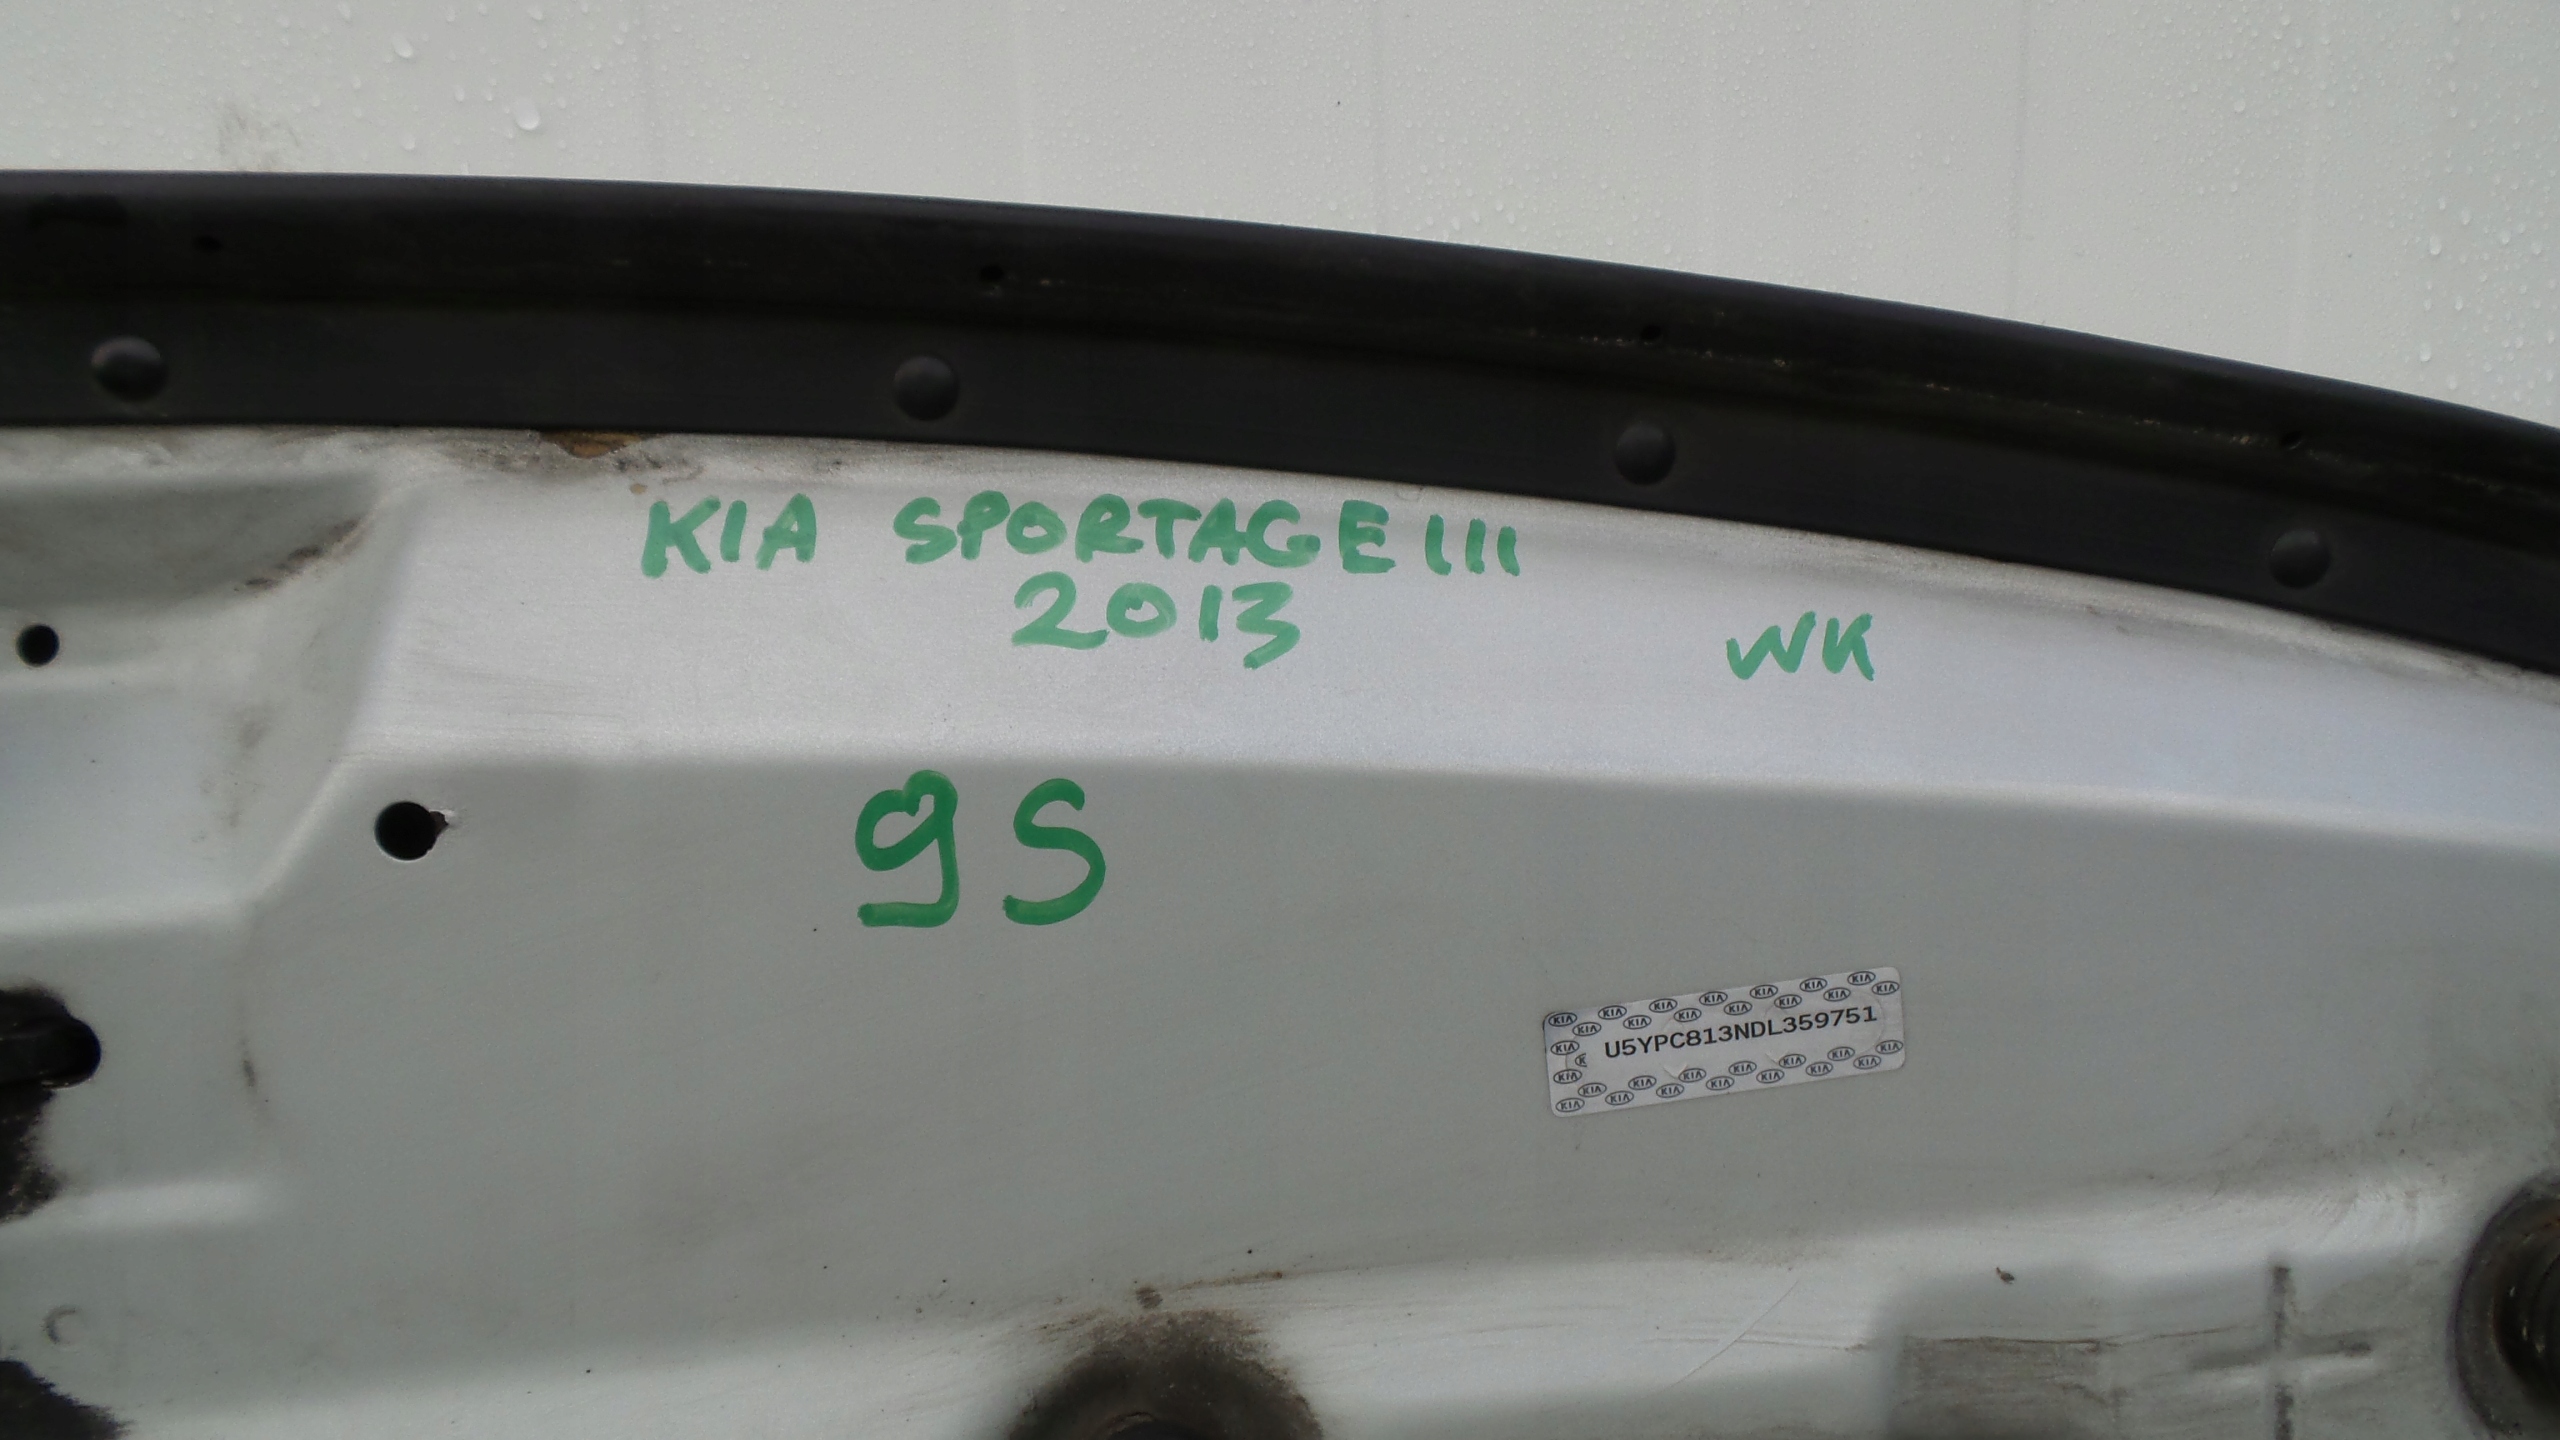 KIA SPORTAGE III
2013
WK
9S
U5YPC813NDL359751